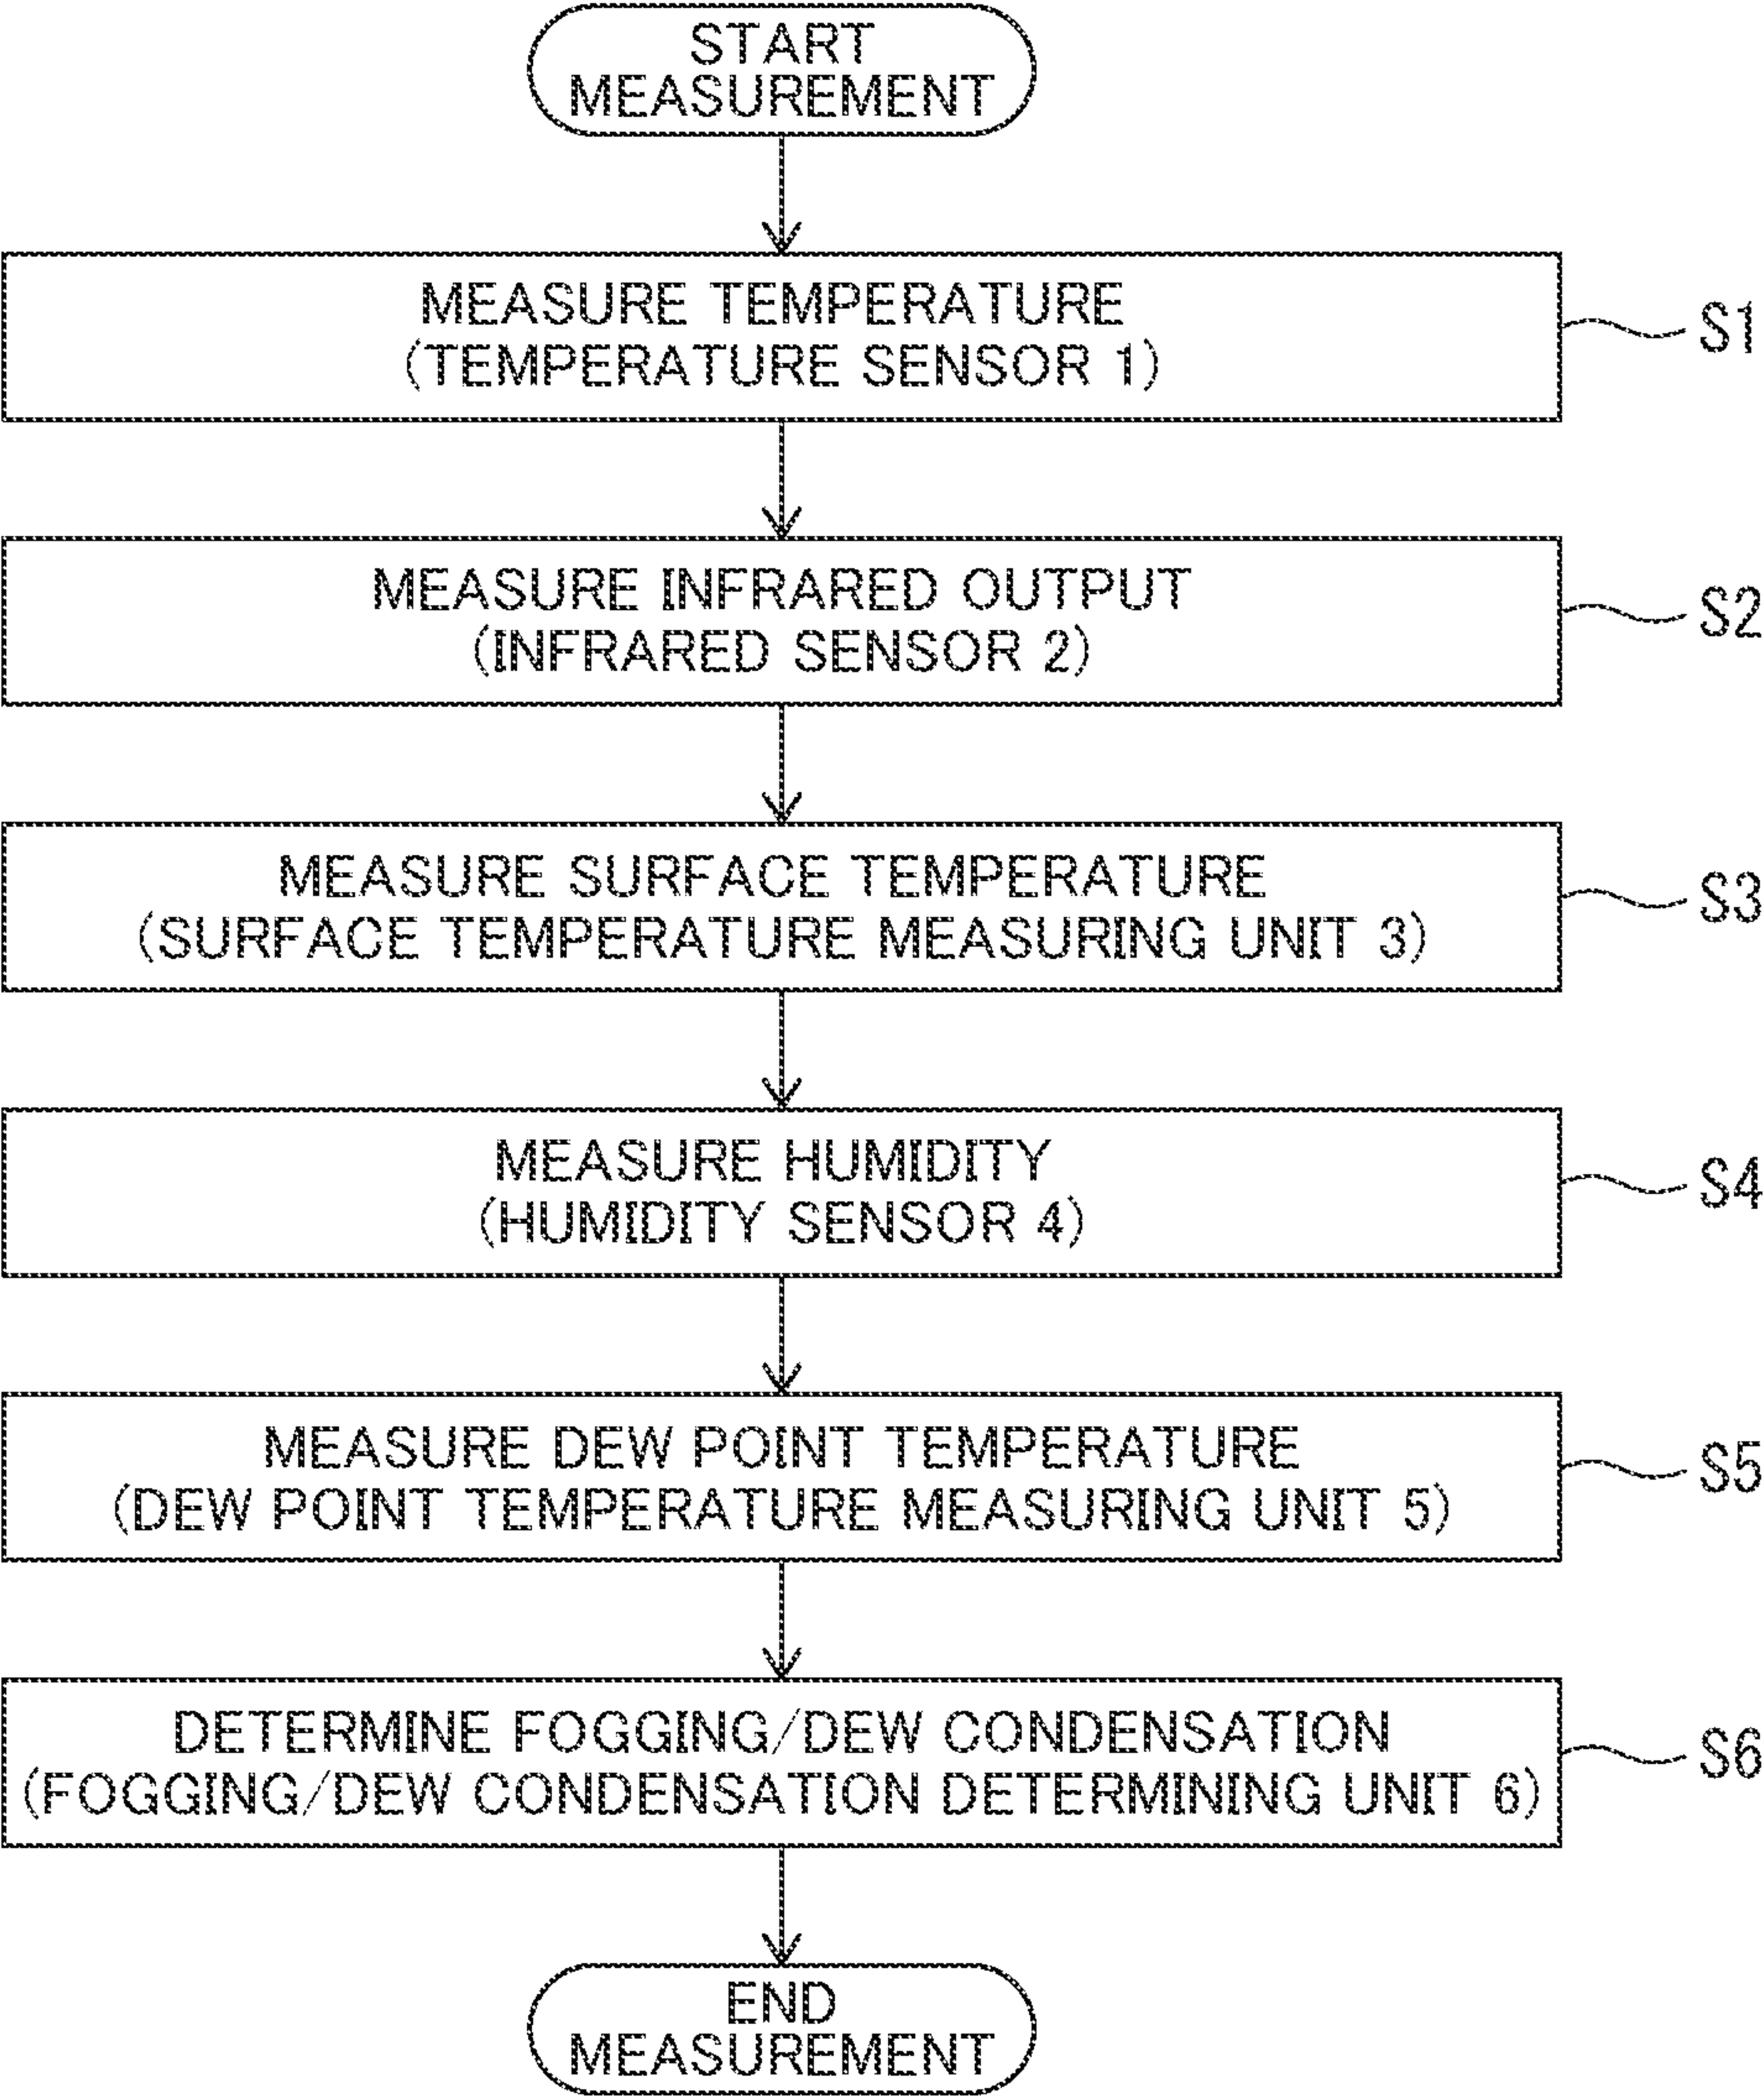 START
MEASUREMENT
MEASURE TEMPERATURE
(TEMPERATURE SENSOR 1)
S1
MEASURE INFRARED OUTPUT
(INFRARED SENSOR 2)
S2
MEASURE SURFACE TEMPERATURE
(SURFACE TEMPERATURE MEASURING UNIT 3)
S3
MEASURE HUMIDITY
(HUMIDITY SENSOR 4)
S4
MEASURE DEW POINT TEMPERATURE
(DEW POINT TEMPERATURE MEASURING UNIT 5)
S5
DETERMINE FOGGING/DEW CONDENSATION
(FOGGING/DEW CONDENSATION DETERMINING UNIT 6)
S6
END
MEASUREMENT